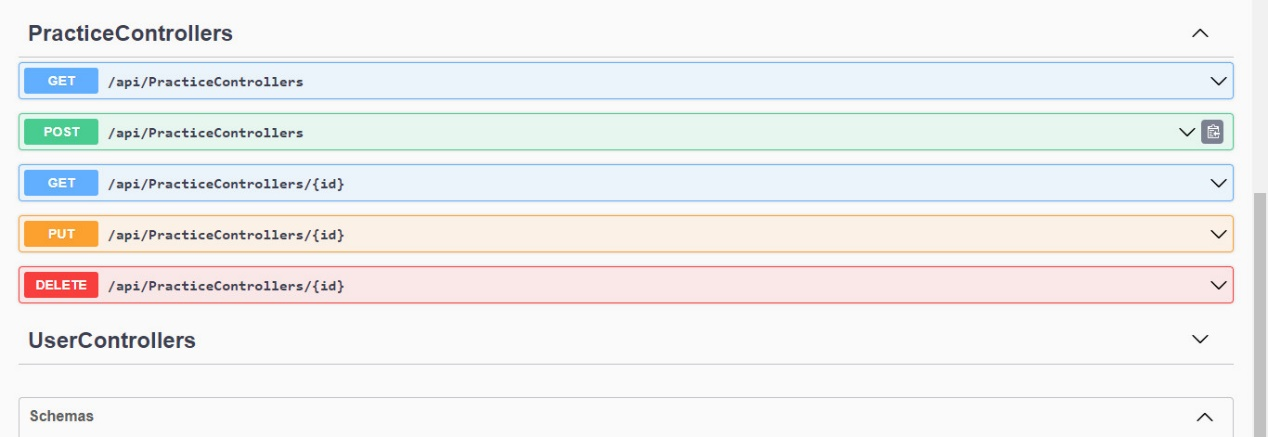 PracticeControllers
GET /api/PracticeControllers
POST /api/PracticeControllers
GET /api/PracticeControllers/{id}
PUT /api/PracticeControllers/{id}
DELETE /api/PracticeControllers/{id}
UserControllers
Schemas